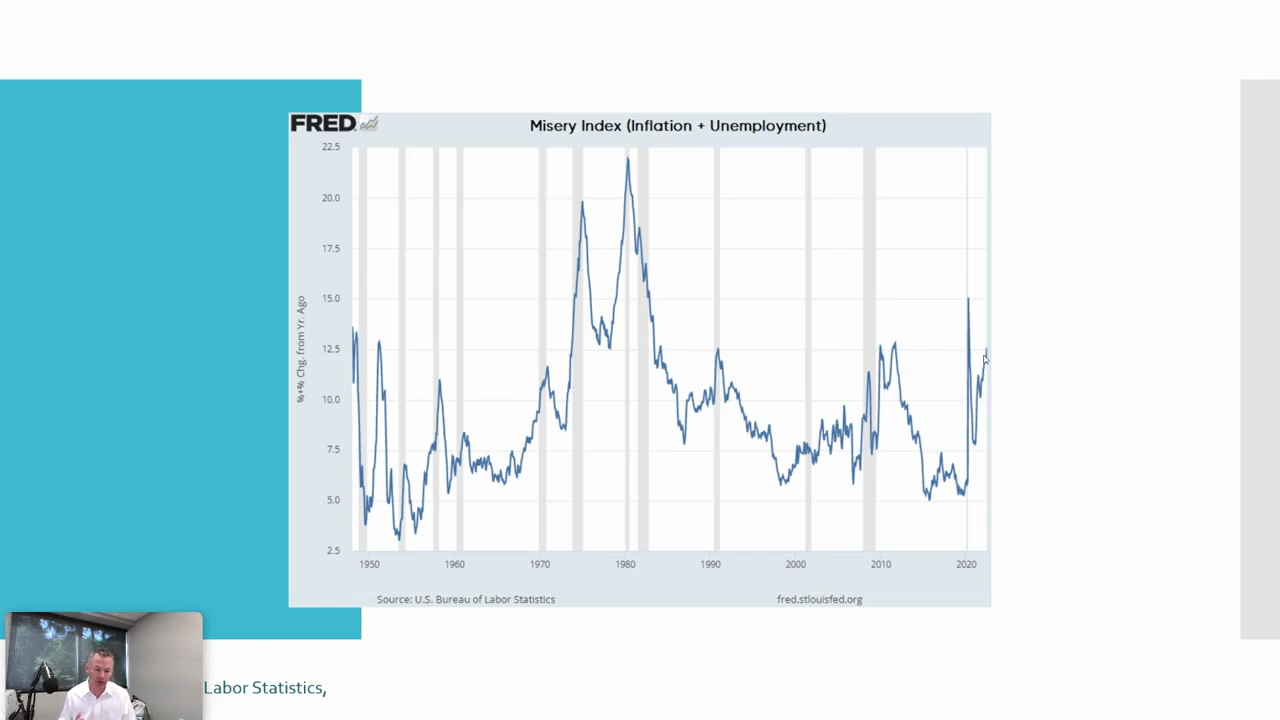 FRED
Misery Index (Inflation + Unemployment)
%+% Chg. from Yr. Ago
22.5
20.0
17.5
15.0
12.5
10.0
7.5
5.0
2.5
1950 1960 1970 1980 1990 2000 2010 2020
Source: U.S. Bureau of Labor Statistics fred.stlouisfed.org
Labor Statistics,